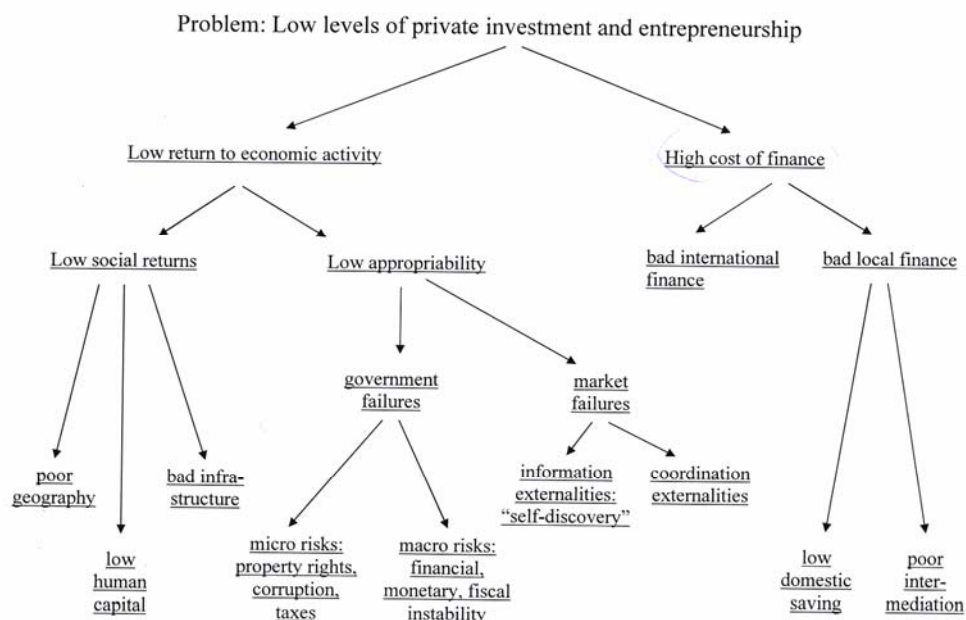 Problem: Low levels of private investment and entrepreneurship
Low return to economic activity
High cost of finance
Low social returns
Low appropriability
bad international
finance
bad local finance
government
failures
market
failures
poor
geography
bad infra-
structure
information
externalities:
“self-discovery”
coordination
externalities
low
human
capital
micro risks:
property rights,
corruption,
taxes
macro risks:
financial,
monetary, fiscal
instability
low
domestic
saving
poor
inter-
mediation